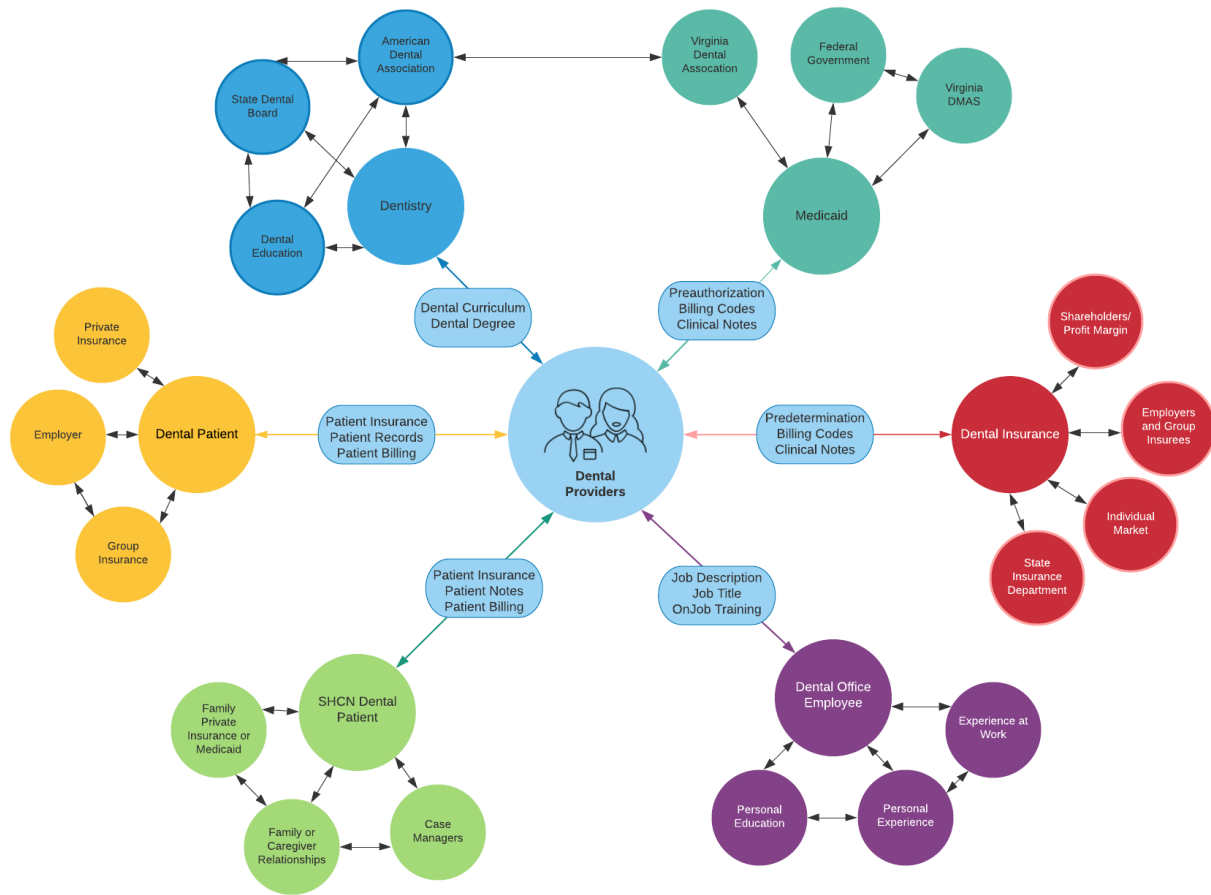 American
Dental
Association
Virginia
Dental
Assocation
Federal
Government
Virginia
DMAS
State Dental
Board
Dentistry
Medicaid
Dental
Education
Dental Curriculum
Dental Degree
Preauthorization
Billing Codes
Clinical Notes
Private
Insurance
Shareholders/
Profit Margin
Employer
Dental Patient
Patient Insurance
Patient Records
Patient Billing
Dental
Providers
Predetermination
Billing Codes
Clinical Notes
Dental Insurance
Employers
and Group
Insurees
Group
Insurance
Individual
Market
State
Insurance
Department
Patient Insurance
Patient Notes
Patient Billing
Job Description
Job Title
OnJob Training
SHCN Dental
Patient
Dental Office
Employee
Family
Private
Insurance or
Medicaid
Experience at
Work
Family or
Caregiver
Relationships
Case
Managers
Personal
Education
Personal
Experience